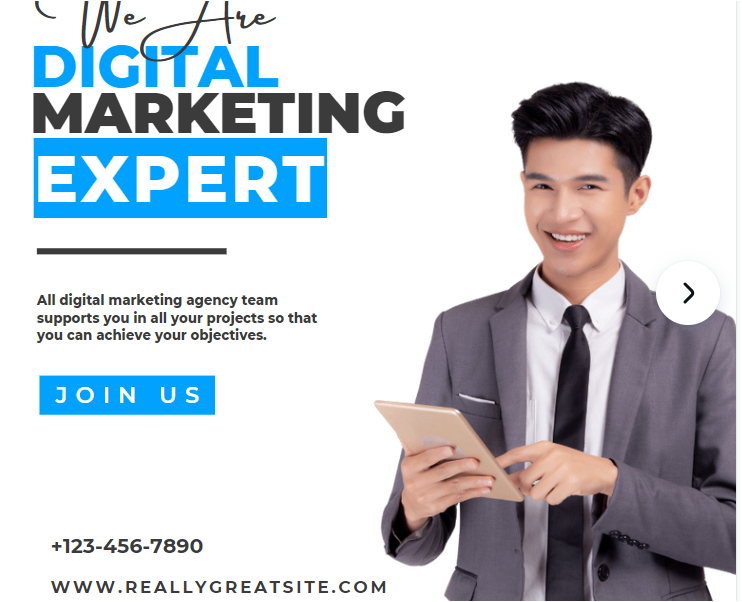 We Are
DIGITAL
MARKETING
EXPERT
All digital marketing agency team
supports you in all your projects so that
you can achieve your objectives.
JOIN US
+123-456-7890
WWW.REALLYGREATSITE.COM